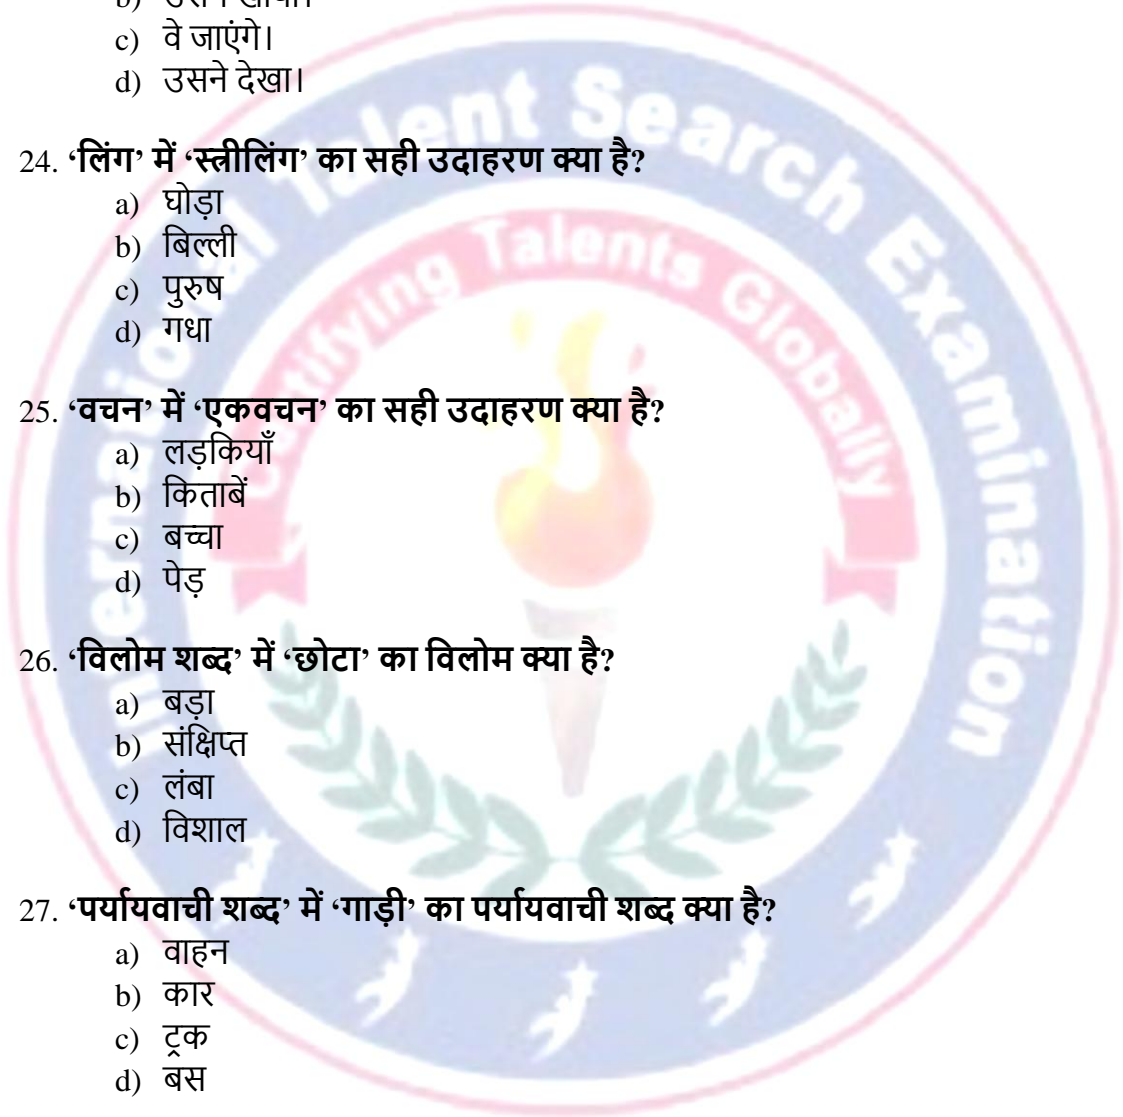 c) वे जाएंगे।
d) उसने देखा।
24. ‘लिंग’ में ‘स्त्रीलिंग’ का सही उदाहरण क्या है?
a) घोड़ा
b) बिल्ली
c) पुरुष
d) गधा
25. ‘वचन’ में ‘एकवचन’ का सही उदाहरण क्या है?
a) लड़कियाँ
b) किताबें
c) बच्चा
d) पेड़
26. ‘विलोम शब्द’ में ‘छोटा’ का विलोम क्या है?
a) बड़ा
b) संक्षिप्त
c) लंबा
d) विशाल
27. ‘पर्यायवाची शब्द’ में ‘गाड़ी’ का पर्यायवाची शब्द क्या है?
a) वाहन
b) कार
c) ट्रक
d) बस
International Talent Search Examination
Talents Globally